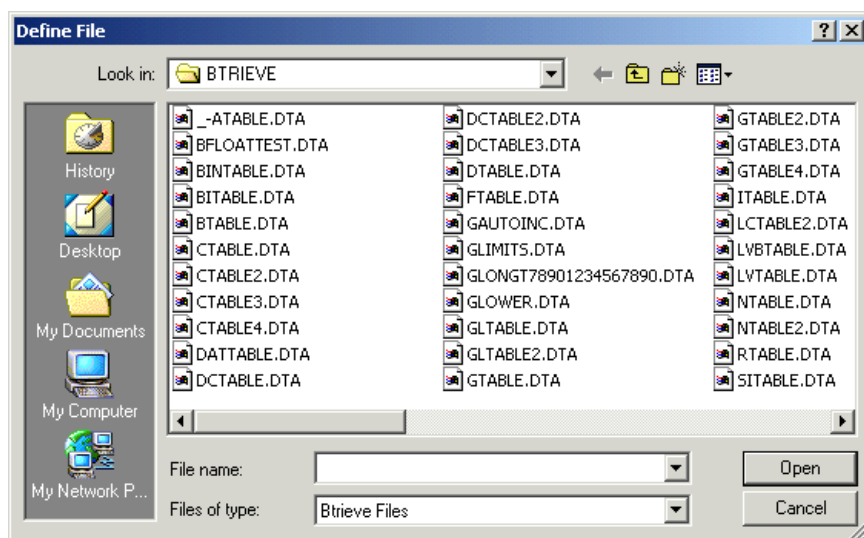 Define File
Look in: BTRIEVE
History
Desktop
My Documents
My Computer
My Network P...
_-ATABLE.DTA
BFLOATTEST.DTA
BINTABLE.DTA
BITABLE.DTA
BTABLE.DTA
CTABLE.DTA
CTABLE2.DTA
CTABLE3.DTA
CTABLE4.DTA
DATTABLE.DTA
DCTABLE.DTA
DCTABLE2.DTA
DCTABLE3.DTA
DTABLE.DTA
FTABLE.DTA
GAUTOINC.DTA
GLIMITS.DTA
GLONGT78901234567890.DTA
GLOWER.DTA
GLTABLE.DTA
GLTABLE2.DTA
GTABLE.DTA
GTABLE2.DTA
GTABLE3.DTA
GTABLE4.DTA
ITABLE.DTA
LCTABLE2.DTA
LVBTABLE.DTA
LVTABLE.DTA
NTABLE.DTA
NTABLE2.DTA
RTABLE.DTA
SITABLE.DTA
File name:
Open
Files of type: Btrieve Files
Cancel